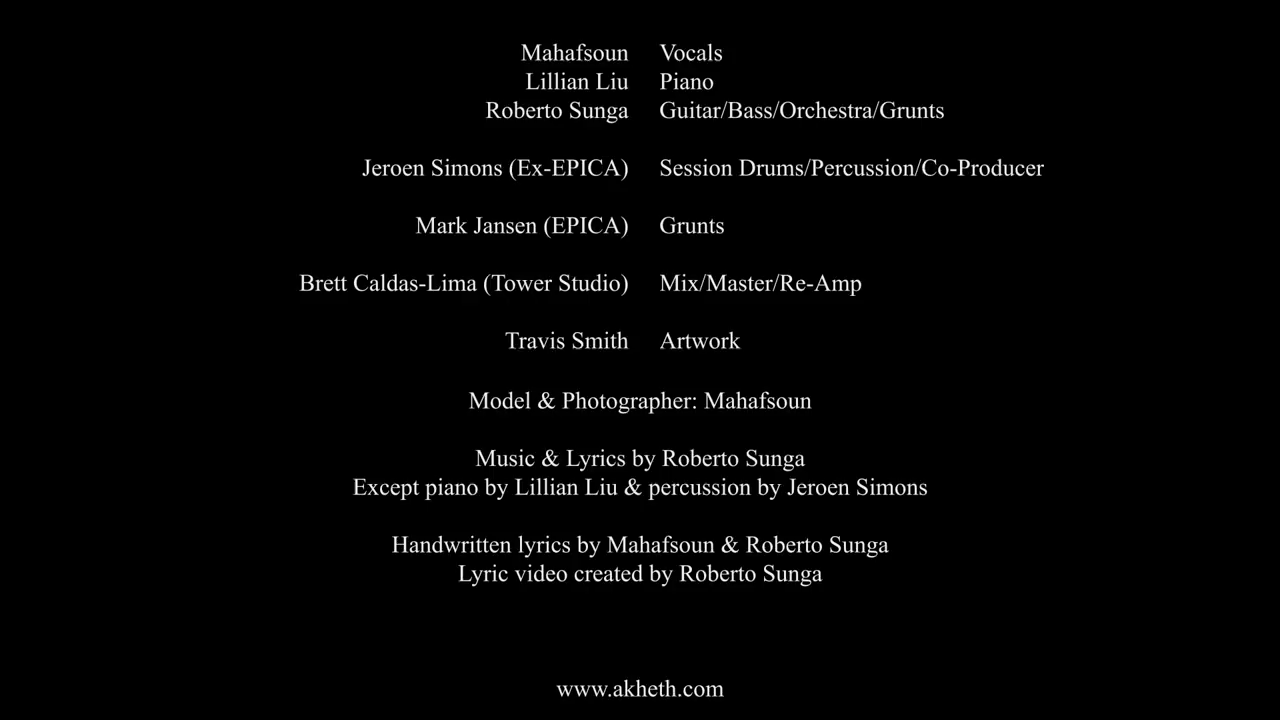 Mahafsoun Vocals
Lillian Liu Piano
Roberto Sunga Guitar/Bass/Orchestra/Grunts
Jeroen Simons (Ex-EPICA) Session Drums/Percussion/Co-Producer
Mark Jansen (EPICA) Grunts
Brett Caldas-Lima (Tower Studio) Mix/Master/Re-Amp
Travis Smith Artwork
Model & Photographer: Mahafsoun
Music & Lyrics by Roberto Sunga
Except piano by Lillian Liu & percussion by Jeroen Simons
Handwritten lyrics by Mahafsoun & Roberto Sunga
Lyric video created by Roberto Sunga
www.akheth.com